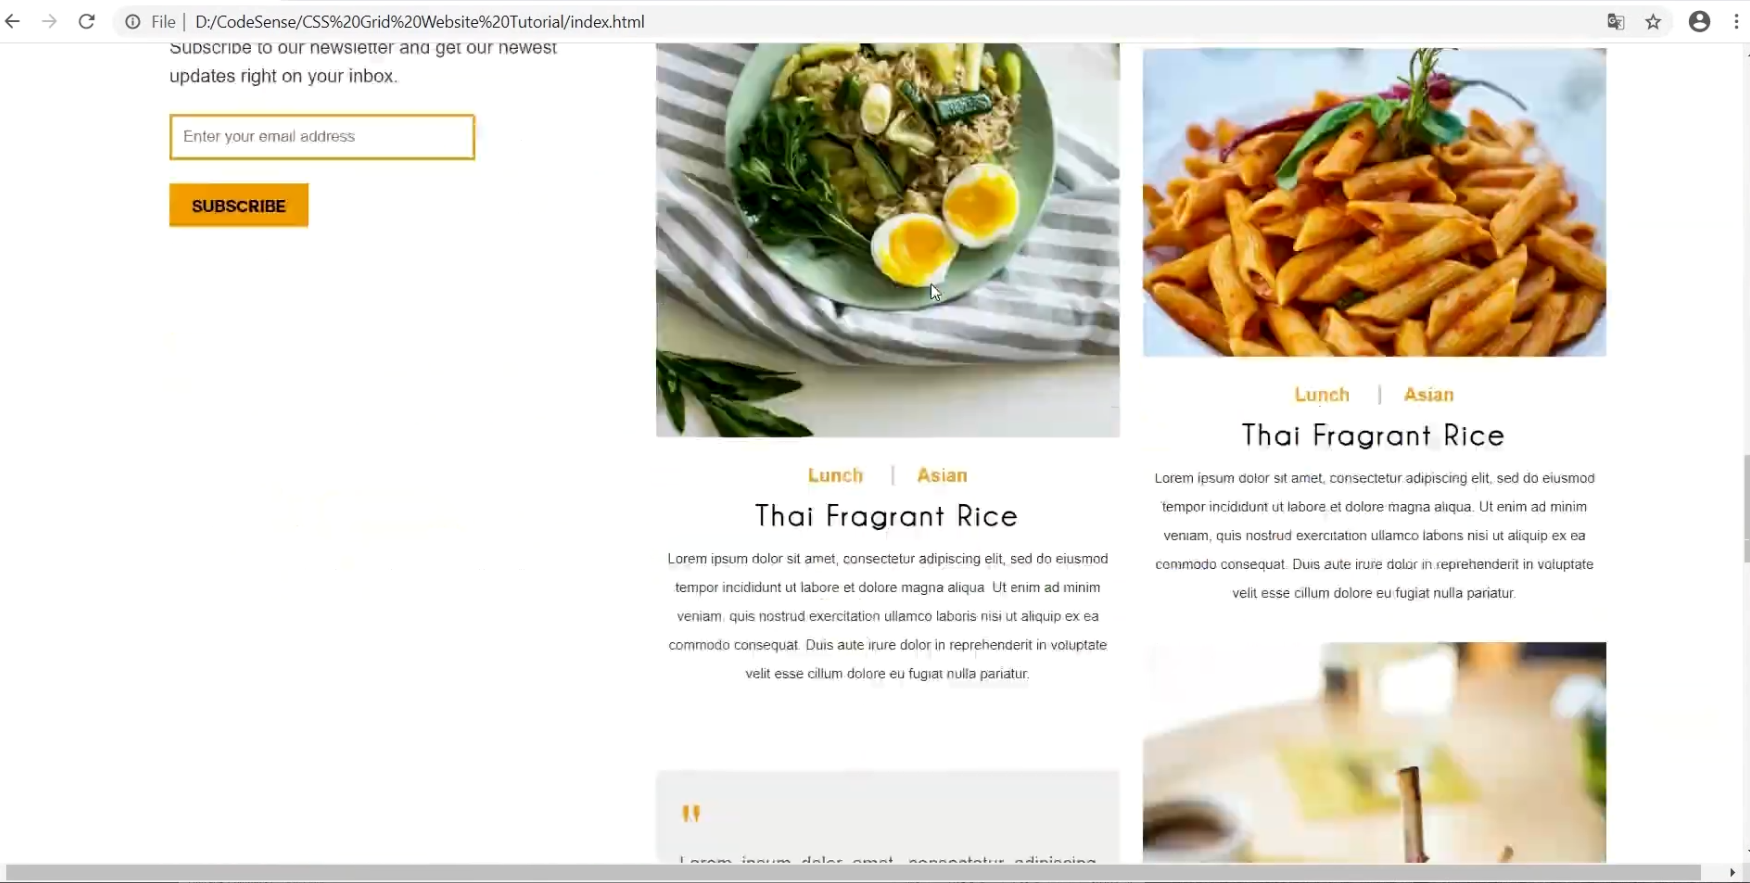 File | D:/CodeSense/CSS%20Grid%20Website%20Tutorial/index.html
Subscribe to our newsletter and get our newest
updates right on your inbox.
Enter your email address
SUBSCRIBE
Lunch | Asian
Thai Fragrant Rice
Lorem ipsum dolor sit amet, consectetur adipiscing elit, sed do eiusmod
tempor incididunt ut labore et dolore magna aliqua. Ut enim ad minim
veniam, quis nostrud exercitation ullamco laboris nisi ut aliquip ex ea
commodo consequat. Duis aute irure dolor in reprehenderit in voluptate
velit esse cillum dolore eu fugiat nulla pariatur.
"
Lorem ipsum dolor amet, consectetur adipiscing
Lunch | Asian
Thai Fragrant Rice
Lorem ipsum dolor sit amet, consectetur adipiscing elit, sed do eiusmod
tempor incididunt ut labore et dolore magna aliqua. Ut enim ad minim
veniam, quis nostrud exercitation ullamco laboris nisi ut aliquip ex ea
commodo consequat. Duis aute irure dolor in reprehenderit in voluptate
velit esse cillum dolore eu fugiat nulla pariatur.